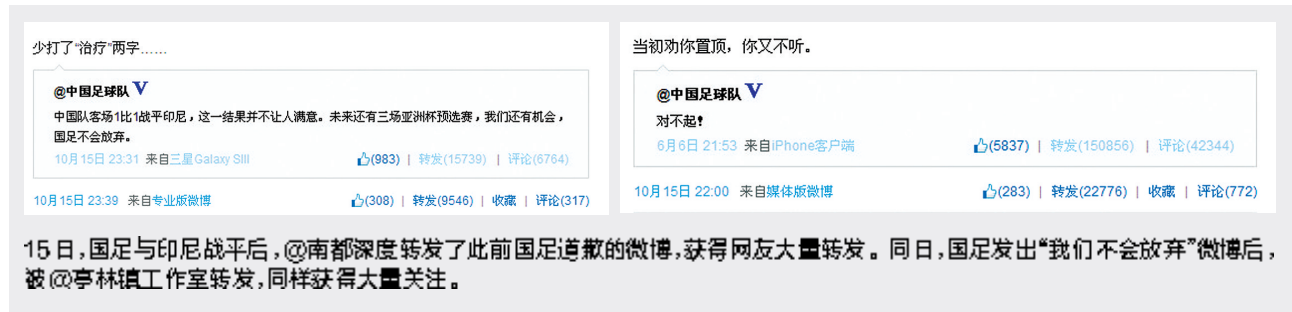 少打了“治疗”两字……
@中国足球队V
中国队客场1比1战平印尼，这一结果并不让人满意。未来还有三场亚洲杯预选赛，我们还有机会，
国足不会放弃。
10月15日 23:31 来自三星Galaxy SIII (983) | 转发(15739) | 评论(6764)
10月15日 23:39 来自专业版微博 (308) | 转发(9546) | 收藏 | 评论(317)
当初劝你置顶，你又不听。
@中国足球队V
对不起！
6月6日 21:53 来自iPhone客户端 (5837) | 转发(150856) | 评论(42344)
10月15日 22:00 来自媒体版微博 (283) | 转发(22776) | 收藏 | 评论(772)
15日，国足与印尼战平后，@南都深度转发了此前国足道歉的微博，获得网友大量转发。同日，国足发出“我们不会放弃”微博后，
被@亭林镇工作室转发，同样获得大量关注。